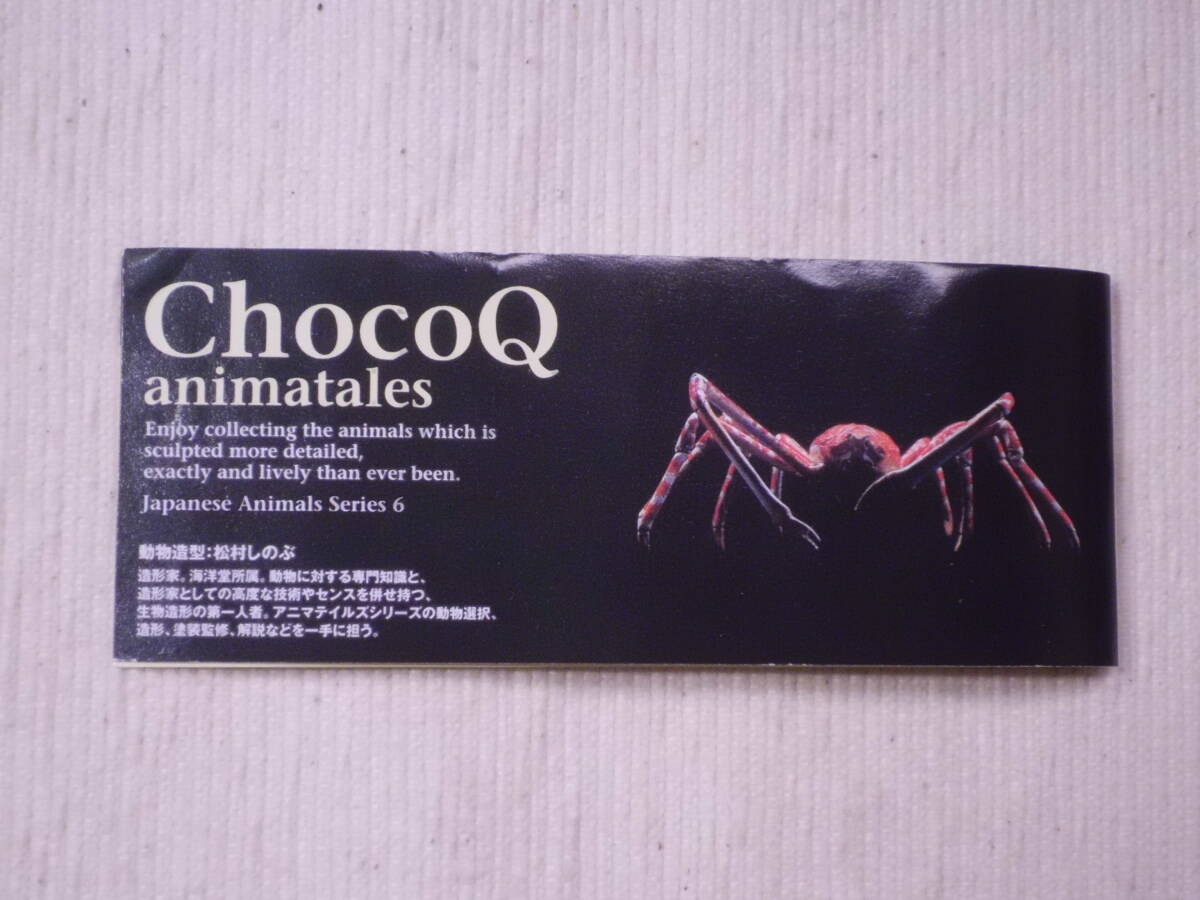 ChocoQ
animatales
Enjoy collecting the animals which is
sculpted more detailed,
exactly and lively than ever been.
Japanese Animals Series 6
動物造型：松村しのぶ
造形家。海洋堂所属。動物に対する専門知識と、
造形家としての高度な技術やセンスを併せ持つ、
生物造形の第一人者。アニマテイルズシリーズの動物選択、
造形、塗装監修、解説などを一手に担う。